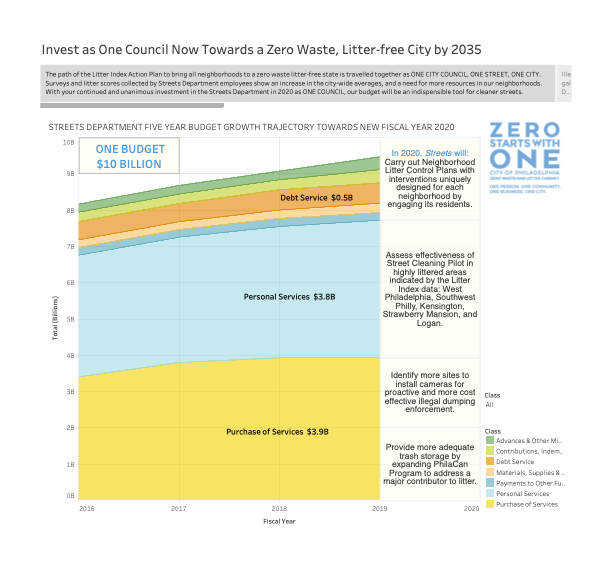 Invest as One Council Now Towards a Zero Waste, Litter-free City by 2035
The path of the Litter Index Action Plan to bring all neighborhoods to a zero waste litter-free state is travelled together as ONE CITY COUNCIL, ONE STREET, ONE CITY.
Surveys and litter scores collected by Streets Department employees show an increase in the city-wide averages, and a need for more resources in our neighborhoods.
With your continued and unanimous investment in the Streets Department in 2020 as ONE COUNCIL, our budget will be an indispensible tool for cleaner streets.
Ille
gal
D..
STREETS DEPARTMENT FIVE YEAR BUDGET GROWTH TRAJECTORY TOWARDS NEW FISCAL YEAR 2020
ZERO
STARTS WITH
ONE
CITY OF PHILADELPHIA
ZERO WASTE AND LITTER CABINET
ONE PERSON. ONE COMMUNITY.
ONE BUSINESS. ONE CITY.
ONE BUDGET
$10 BILLION
10B
9B
8B
7B
6B
5B
4B
3B
2B
1B
0B
Total (Billions)
Debt Service $0.5B
Personal Services $3.8B
Purchase of Services $3.9B
In 2020, Streets will:
Carry out Neighborhood
Litter Control Plans with
interventions uniquely
designed for each
neighborhood by
engaging its residents.
Assess effectiveness of
Street Cleaning Pilot in
highly littered areas
indicated by the Litter
Index data: West
Philadelphia, Southwest
Philly, Kensington,
Strawberry Mansion, and
Logan.
Identify more sites to
install cameras for
proactive and more cost
effective illegal dumping
enforcement.
Provide more adequate
trash storage by
expanding PhilaCan
Program to address a
major contributor to litter.
2016
2017
2018
2019
2020
Fiscal Year
Class
All
Class
Advances & Other Mi..
Contributions, Indem..
Debt Service
Materials, Supplies & ..
Payments to Other Fu..
Personal Services
Purchase of Services